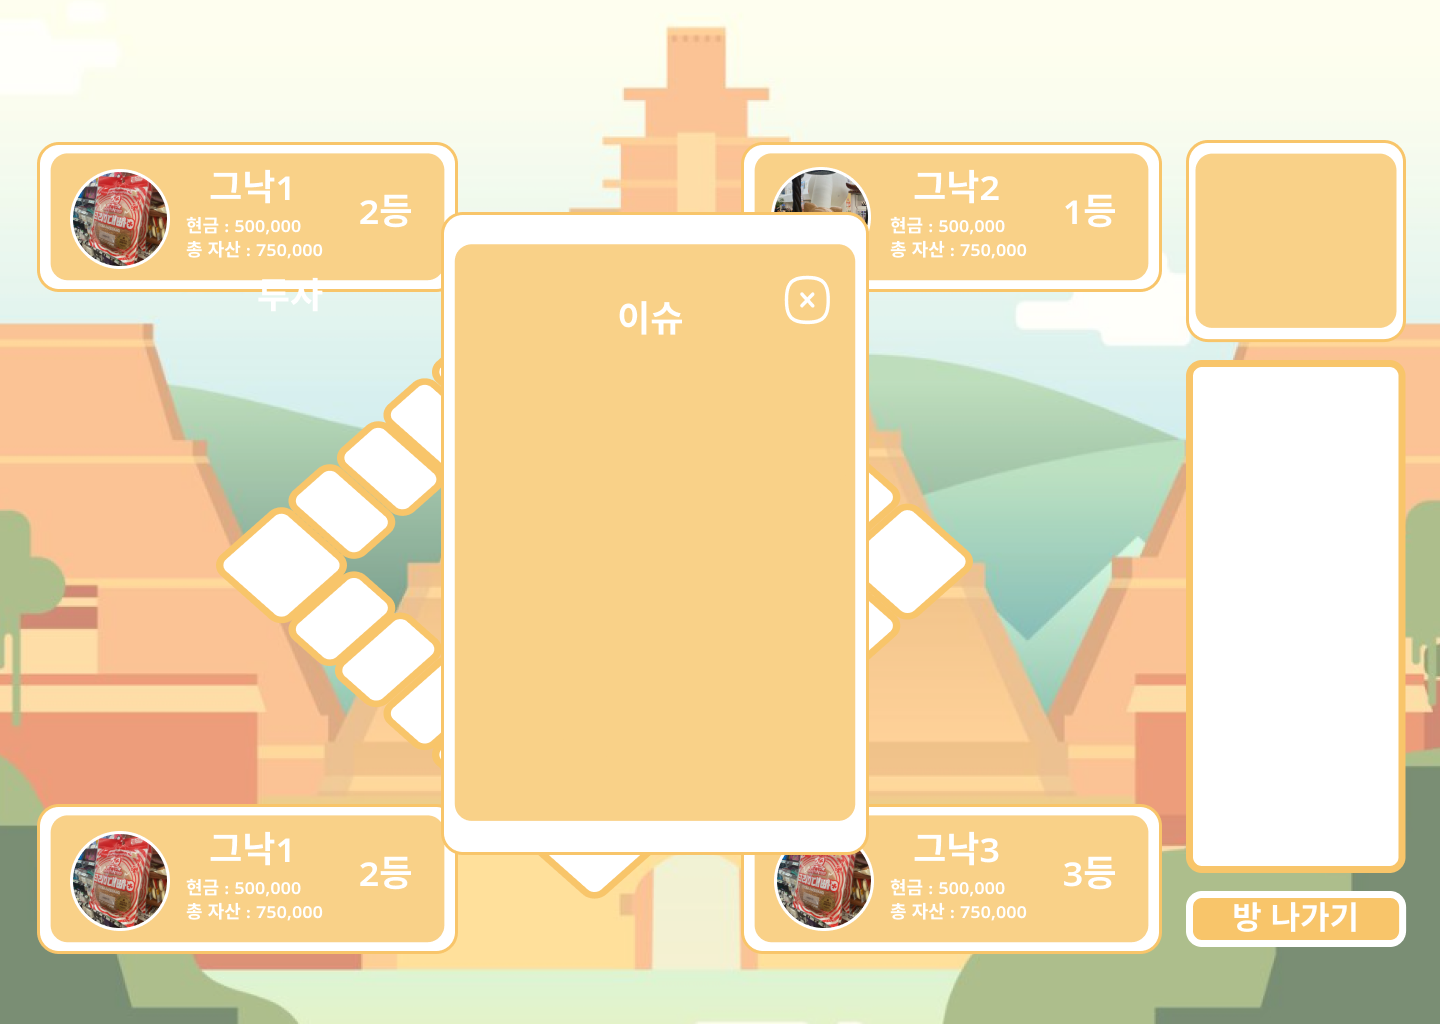 그낙1
2등
현금 : 500,000
총 자산 : 750,000
그낙2
1등
현금 : 500,000
총 자산 : 750,000
투자
이슈
그낙1
2등
현금 : 500,000
총 자산 : 750,000
그낙3
3등
현금 : 500,000
총 자산 : 750,000
방 나가기